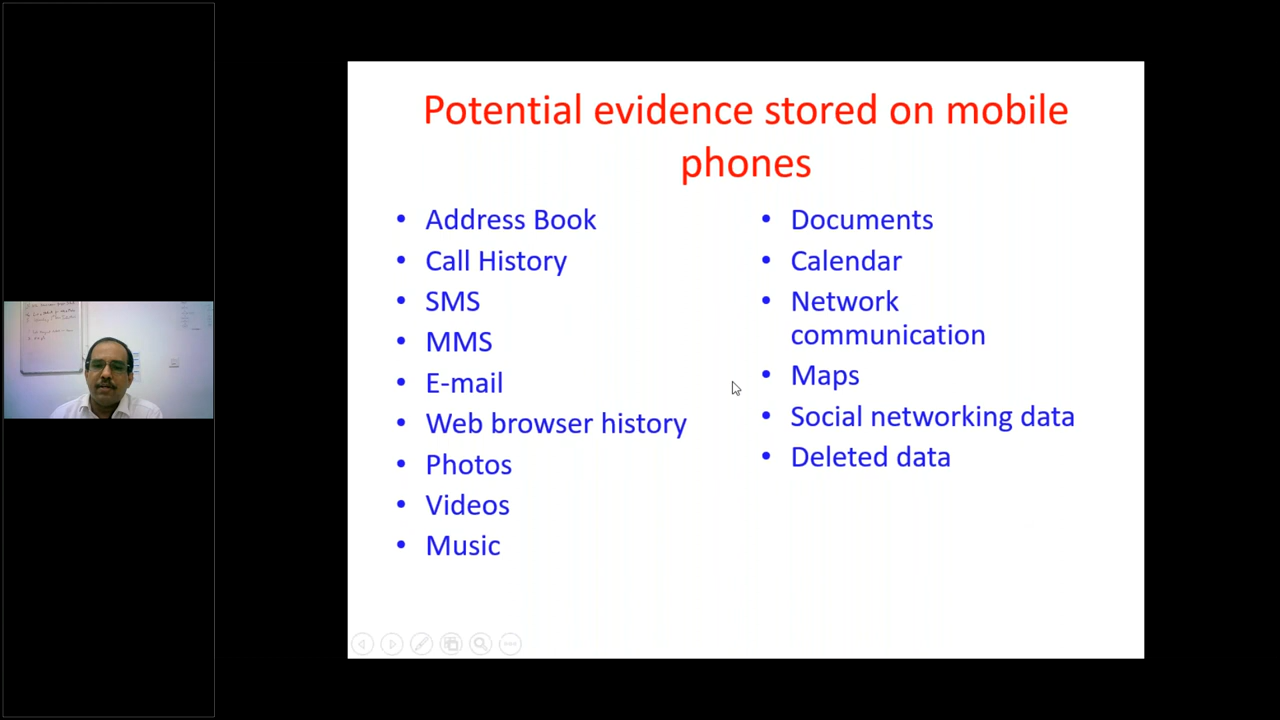 Potential evidence stored on mobile
phones
• Address Book
• Call History
• SMS
• MMS
• E-mail
• Web browser history
• Photos
• Videos
• Music
• Documents
• Calendar
• Network
communication
• Maps
• Social networking data
• Deleted data